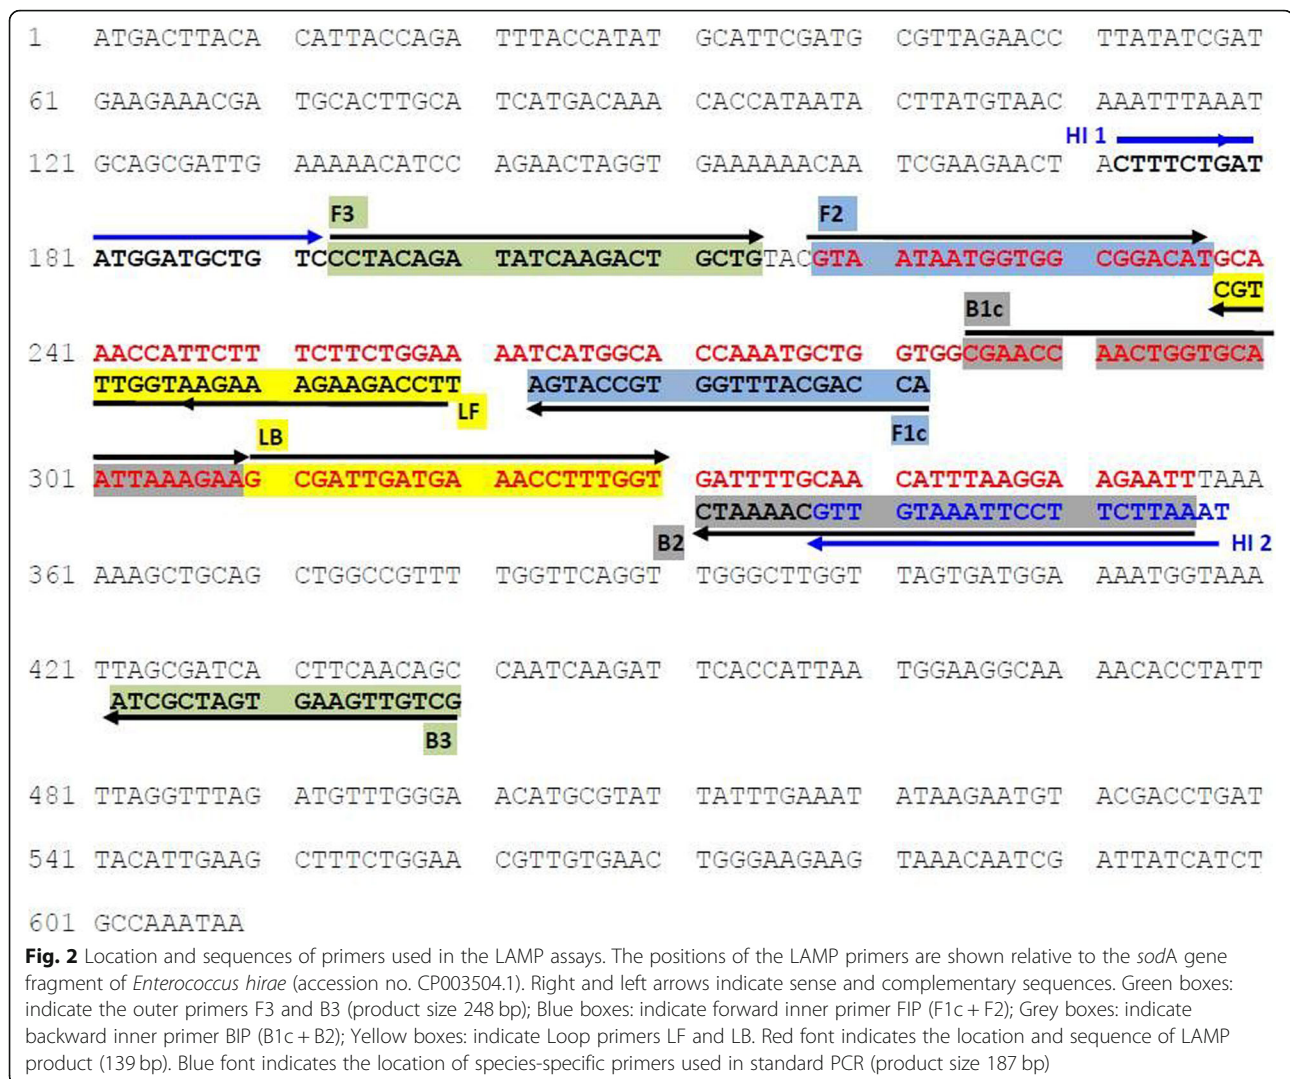 1 ATGACTTACA CATTACCAGA TTTACCATAT GCATTCGATG CGTTAGAACC TTATATCGAT
61 GAAGAAACGA TGCACTTGCA TCATGACAAA CACCATAATA CTTATGTAAC AAATTTAAAT
HI 1
121 GCAGCGATTG AAAAACATCC AGAACTAGGT GAAAAAACAA TCGAAGAACT ACTTTCTGAT
F3 F2
181 ATGGATGCTG TCCCTACAGA TATCAAGACT GCTGTACGTA ATAATGGTGG CGGACATGCA
CGT
B1c
241 AACCATTCTT TCTTCTGGAA AATCATGGCA CCAAATGCTG GTGGCGAACC AACTGGTGCA
TTGGTAAGAA AGAAGACCTT AGTACCGT GGTTTACGAC CA
LF F1c
LB
301 ATTAAAGAAG CGATTGATGA AACCTTTGGT GATTTTGCAA CATTTAAGGA AGAATTTAAA
CTAAAACGTT GTAAATTCCT TCTTAAAT
B2 HI 2
361 AAAGCTGCAG CTGGCCGTTT TGGTTCAGGT TGGGCTTGGT TAGTGATGGA AAATGGTAAA
421 TTAGCGATCA CTTCAACAGC CAATCAAGAT TCACCATTAA TGGAAGGCAA AACACCTATT
ATCGCTAGT GAAGTTGTCG
B3
481 TTAGGTTTAG ATGTTTGGGA ACATGCGTAT TATTTGAAAT ATAAGAATGT ACGACCTGAT
541 TACATTGAAG CTTTCTGGAA CGTTGTGAAC TGGGAAGAAG TAAACAATCG ATTATCATCT
601 GCCAAATAA
Fig. 2 Location and sequences of primers used in the LAMP assays. The positions of the LAMP primers are shown relative to the sodA gene
fragment of Enterococcus hirae (accession no. CP003504.1). Right and left arrows indicate sense and complementary sequences. Green boxes:
indicate the outer primers F3 and B3 (product size 248 bp); Blue boxes: indicate forward inner primer FIP (F1c + F2); Grey boxes: indicate
backward inner primer BIP (B1c + B2); Yellow boxes: indicate Loop primers LF and LB. Red font indicates the location and sequence of LAMP
product (139 bp). Blue font indicates the location of species-specific primers used in standard PCR (product size 187 bp)